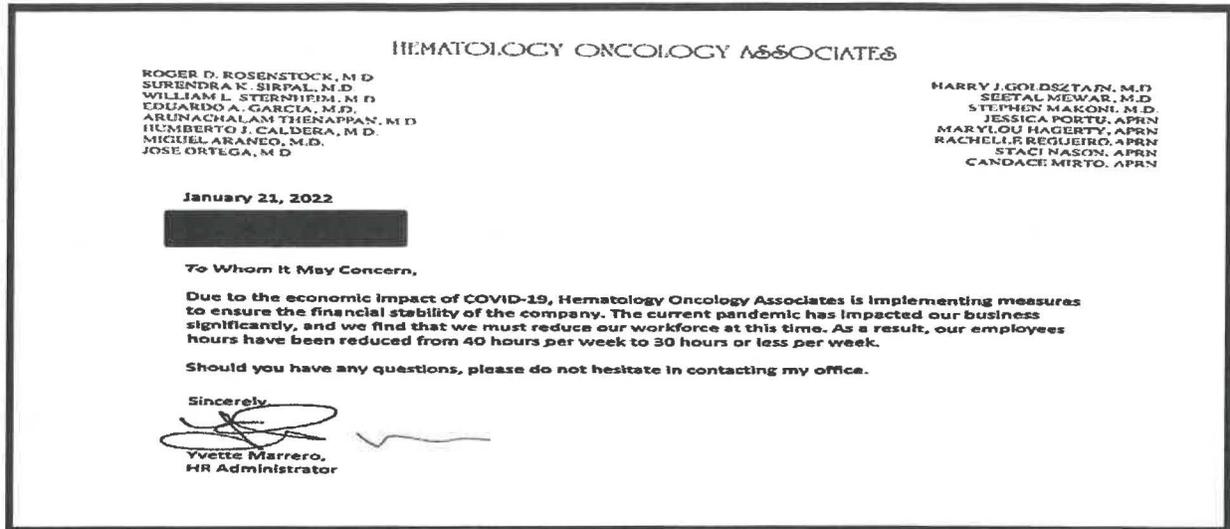 HEMATOLOGY ONCOLOGY ASSOCIATES
ROGER D. ROSENSTOCK, M D
SURENDRA K. SIRPAL, M.D
WILLIAM L. STERNHEIM, M D
EDUARDO A. GARCIA, M.D.
ARUNACHALAM THENAPPAN, M D
HUMBERTO J. CALDERA, M D.
MIGUEL ARANEO, M.D.
JOSE ORTEGA, M D
HARRY J. GOLDSZTAJN, M.D
SEETAL MEWAR, M.D
STEPHEN MAKONI, M.D.
JESSICA PORTU, APRN
MARYLOU HAGERTY, APRN
RACHELLE REGUEIRO, APRN
STACI NASON, APRN
CANDACE MIRTO, APRN
January 21, 2022
To Whom It May Concern,
Due to the economic impact of COVID-19, Hematology Oncology Associates is implementing measures
to ensure the financial stability of the company. The current pandemic has impacted our business
significantly, and we find that we must reduce our workforce at this time. As a result, our employees
hours have been reduced from 40 hours per week to 30 hours or less per week.
Should you have any questions, please do not hesitate in contacting my office.
Sincerely,
Yvette Marrero,
HR Administrator